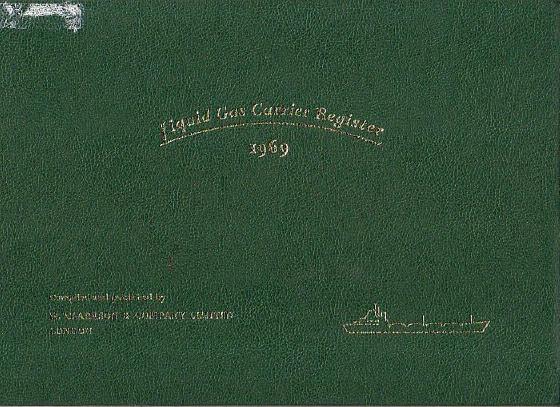 Liquid Gas Carrier Register
1969
Compiled and published by
H. CLARKSON & COMPANY LIMITED
LONDON